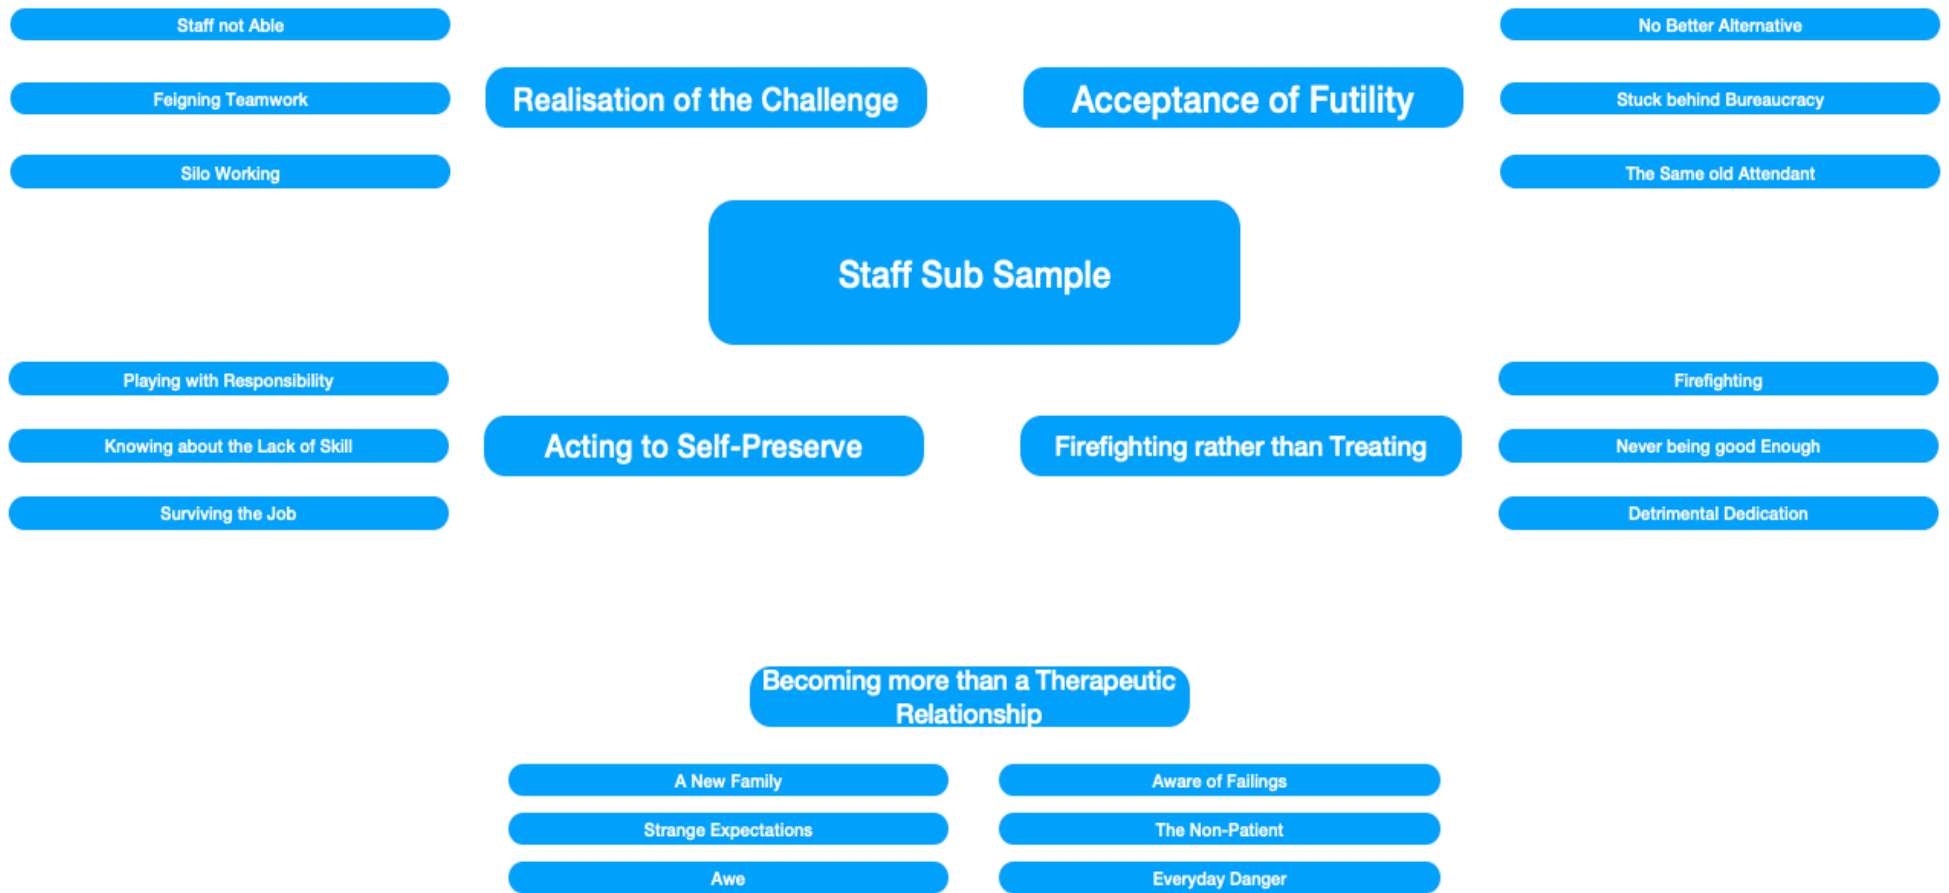 Staff not Able
Feigning Teamwork
Silo Working
Realisation of the Challenge
Acceptance of Futility
No Better Alternative
Stuck behind Bureaucracy
The Same old Attendant
Staff Sub Sample
Playing with Responsibility
Knowing about the Lack of Skill
Surviving the Job
Acting to Self-Preserve
Firefighting rather than Treating
Firefighting
Never being good Enough
Detrimental Dedication
Becoming more than a Therapeutic
Relationship
A New Family
Strange Expectations
Awe
Aware of Failings
The Non-Patient
Everyday Danger